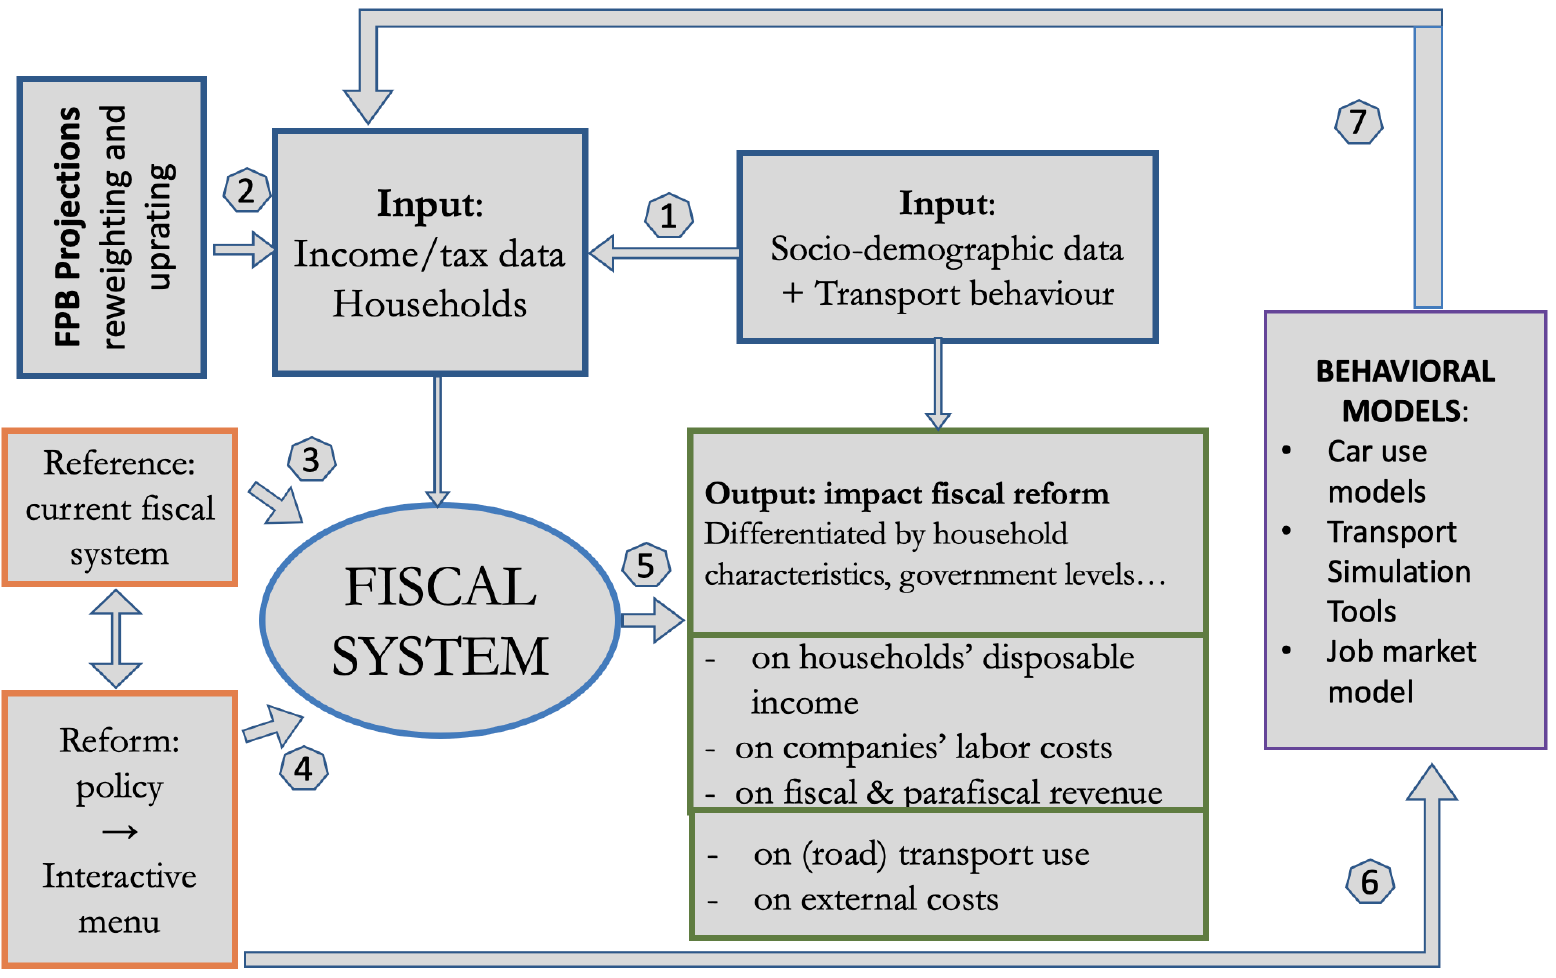 7
FPB Projections
reweighting and
uprating
2
Input:
Income/tax data
Households
1
Input:
Socio-demographic data
+ Transport behaviour
BEHAVIORAL
MODELS:
• Car use
models
• Transport
Simulation
Tools
• Job market
model
Reference:
current fiscal
system
3
FISCAL
SYSTEM
5
Output: impact fiscal reform
Differentiated by household
characteristics, government levels…
- on households’ disposable
income
- on companies’ labor costs
- on fiscal & parafiscal revenue
- on (road) transport use
- on external costs
Reform:
policy
→
Interactive
menu
4
6